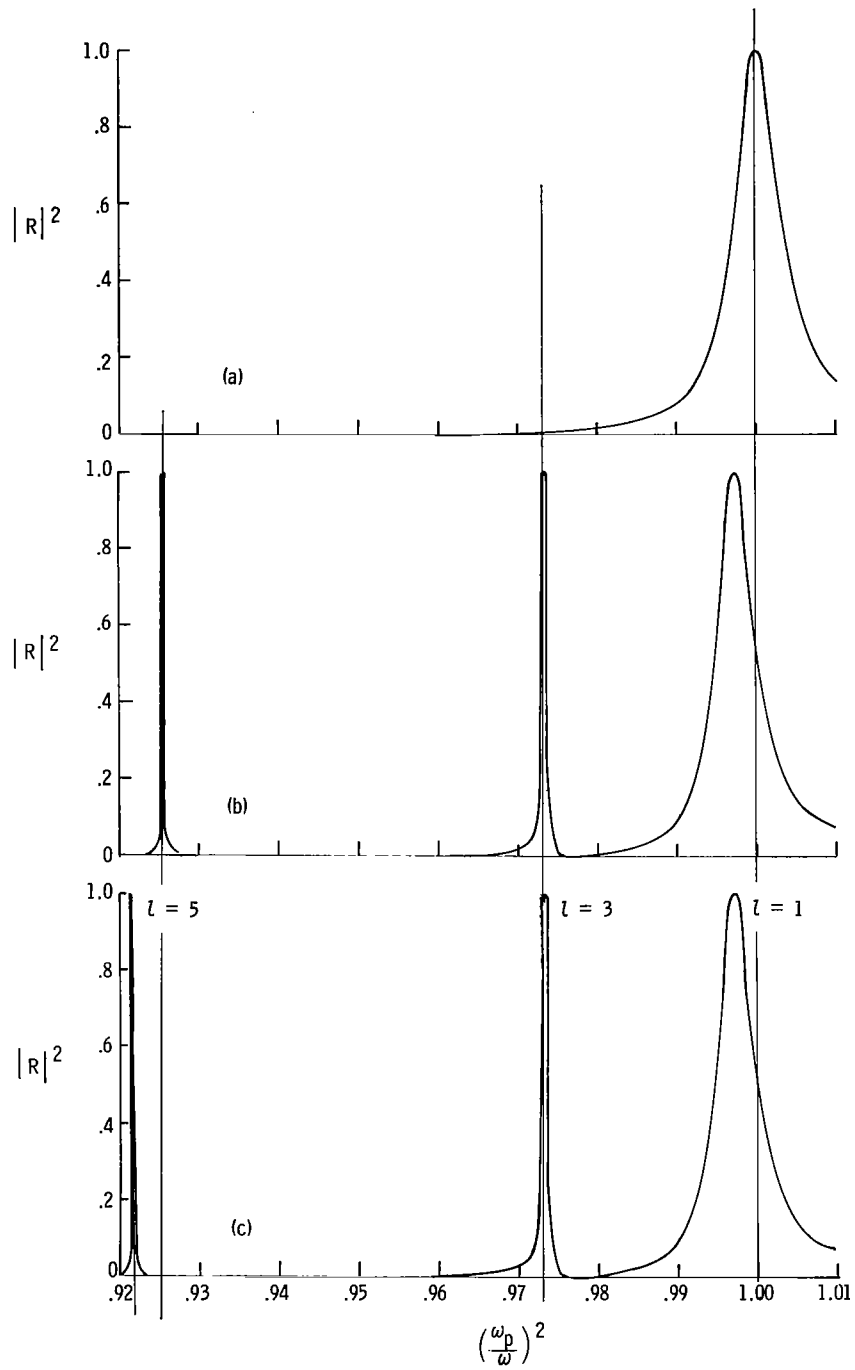 1.0
.8
|R|² .6
.4
.2
(a)
0
1.0
.8
|R|² .6
.4
.2
(b)
0
1.0
l = 5 l = 3 l = 1
.8
|R|² .6
.4
.2
(c)
0
.92 .93 .94 .95 .96 .97 .98 .99 1.00 1.01
(ωp/ω)²